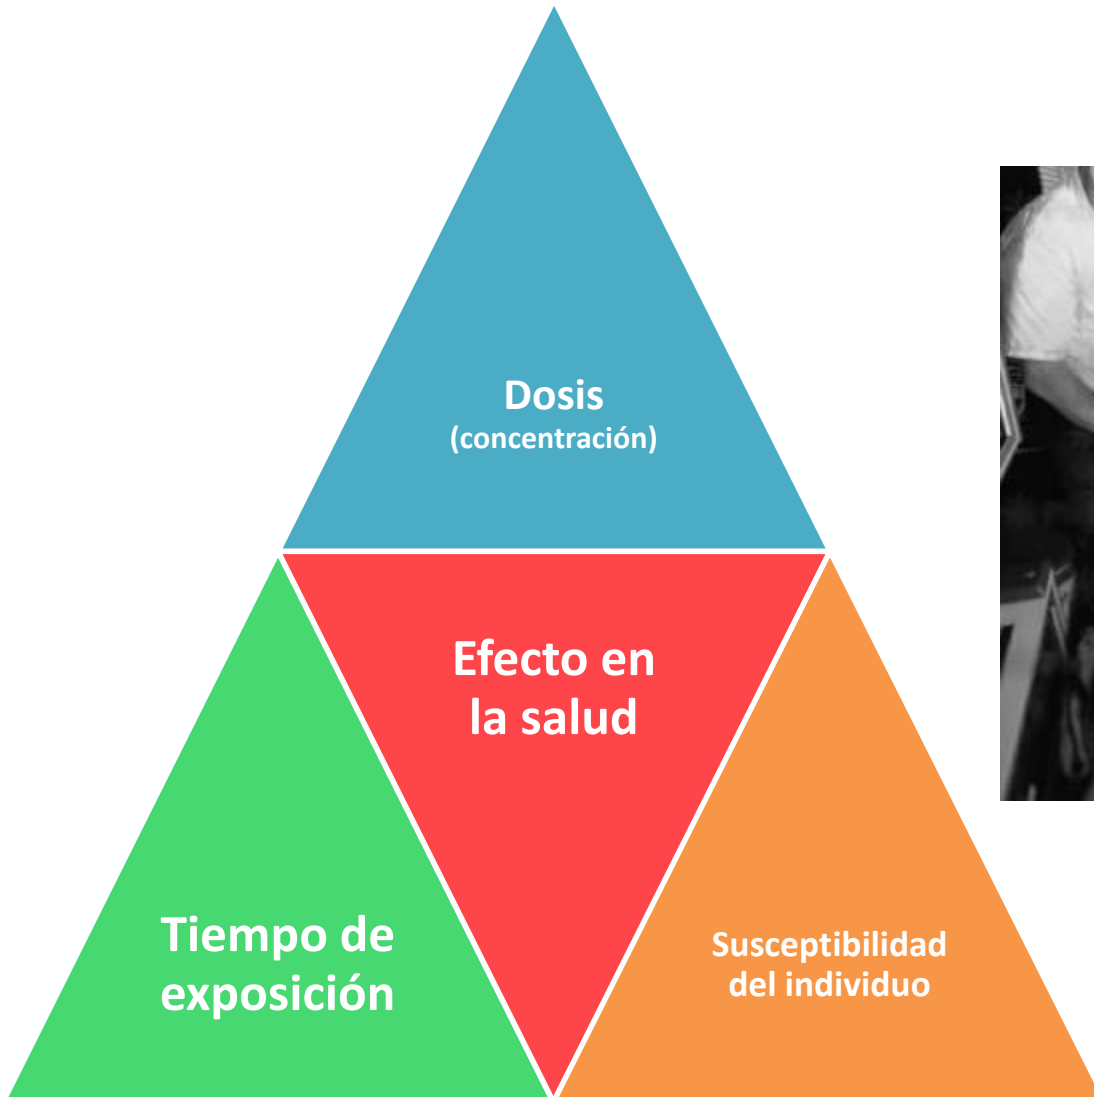 Dosis
(concentración)
Efecto en
la salud
Tiempo de
exposición
Susceptibilidad
del individuo